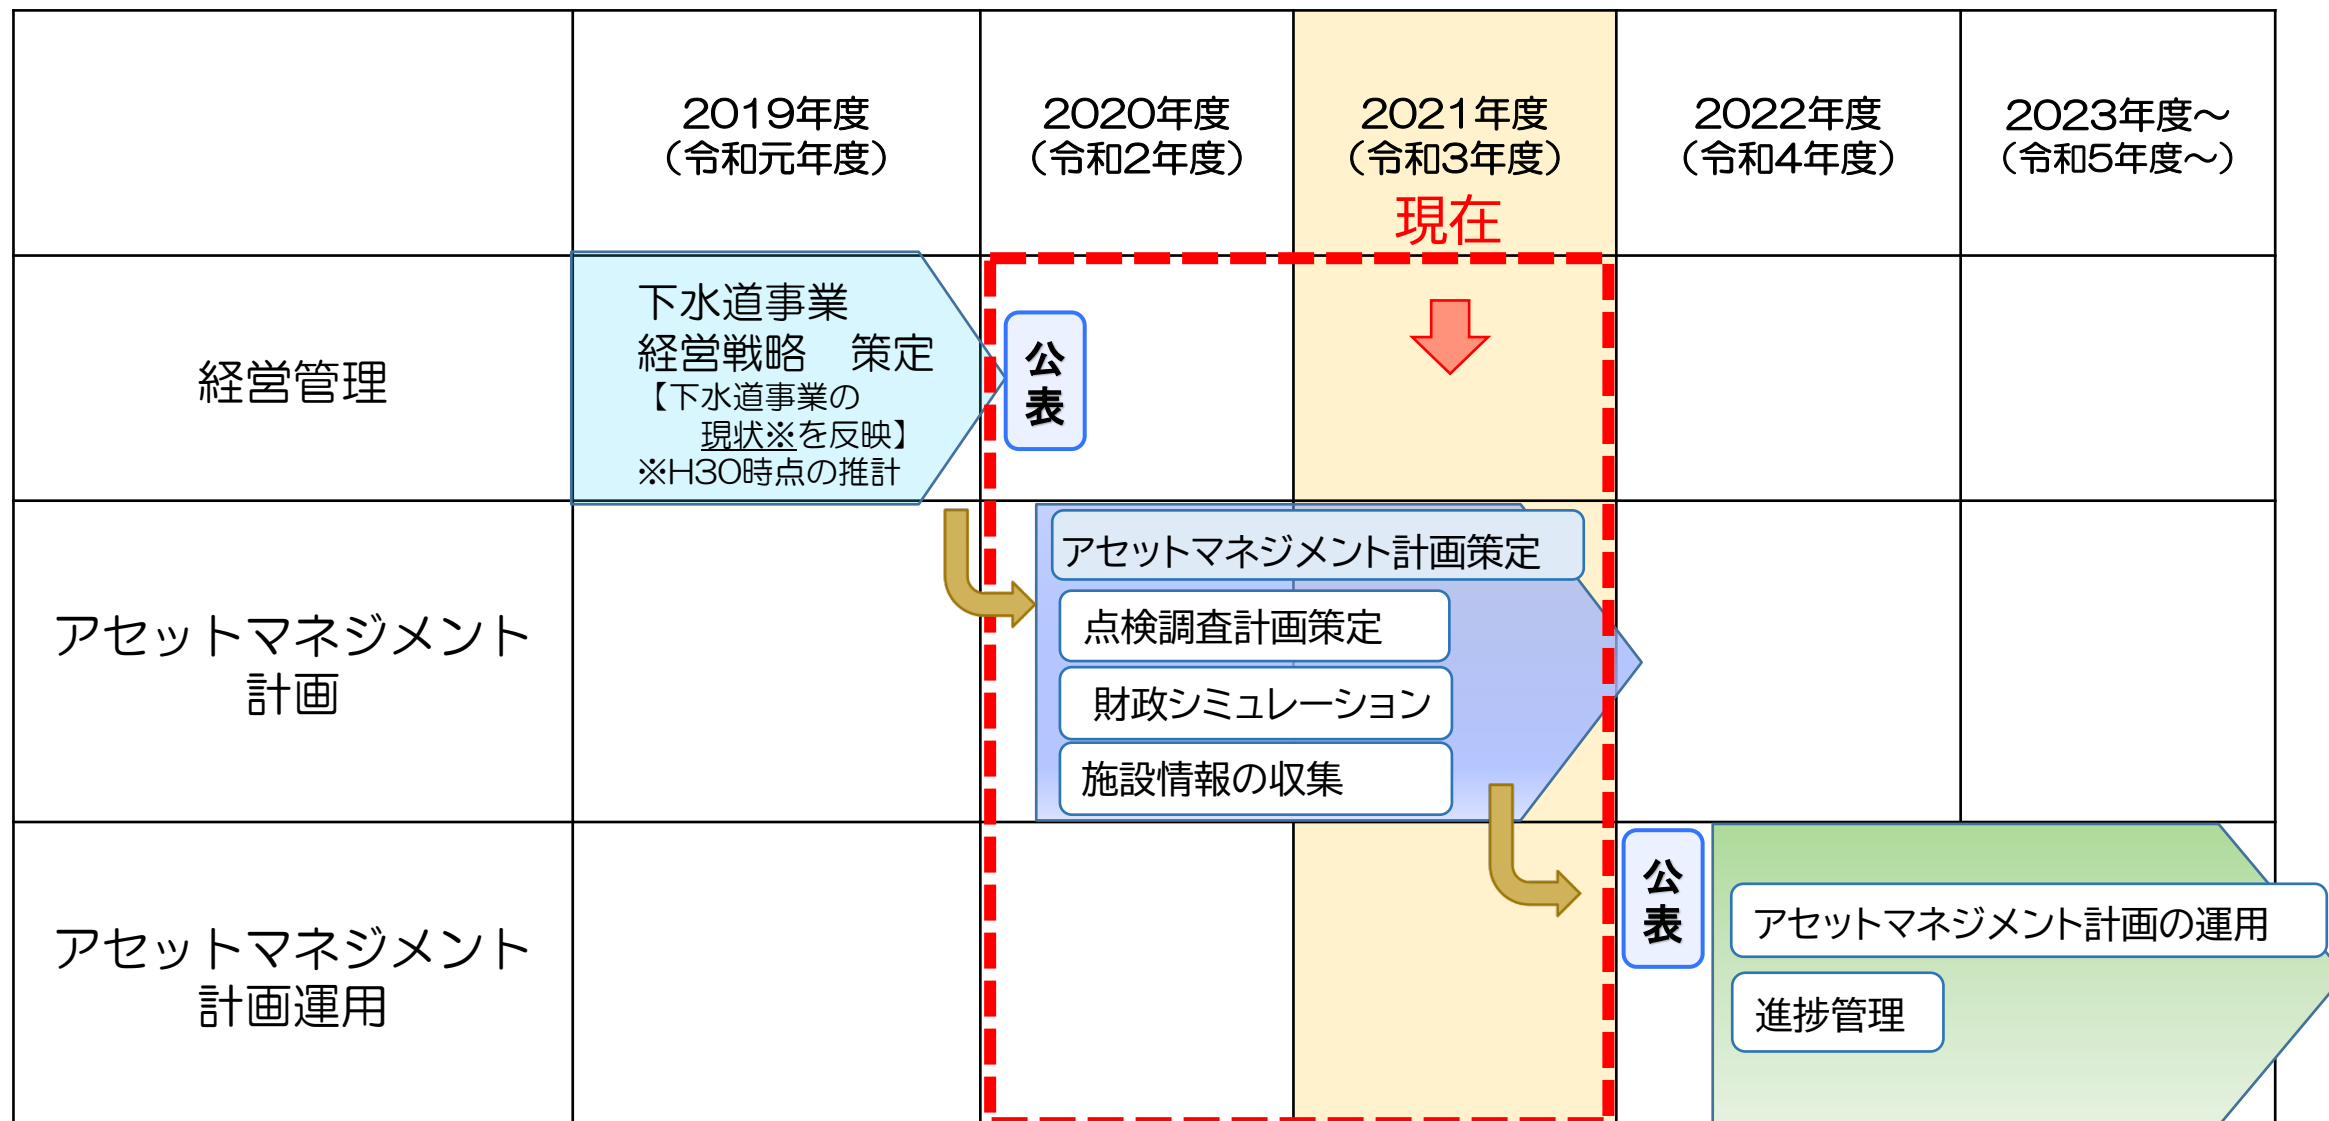 2019年度
（令和元年度）
2020年度
（令和2年度）
2021年度
（令和3年度）
現在
2022年度
（令和4年度）
2023年度～
（令和5年度～）
経営管理
下水道事業
経営戦略　策定
【下水道事業の
現状※を反映】
※H30時点の推計
公
表
アセットマネジメント
計画
アセットマネジメント計画策定
点検調査計画策定
財政シミュレーション
施設情報の収集
アセットマネジメント
計画運用
公
表
アセットマネジメント計画の運用
進捗管理